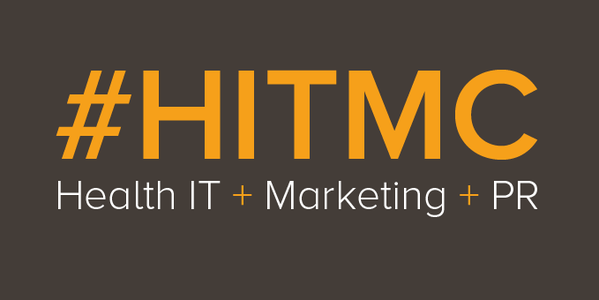 #HITMC
Health IT + Marketing + PR